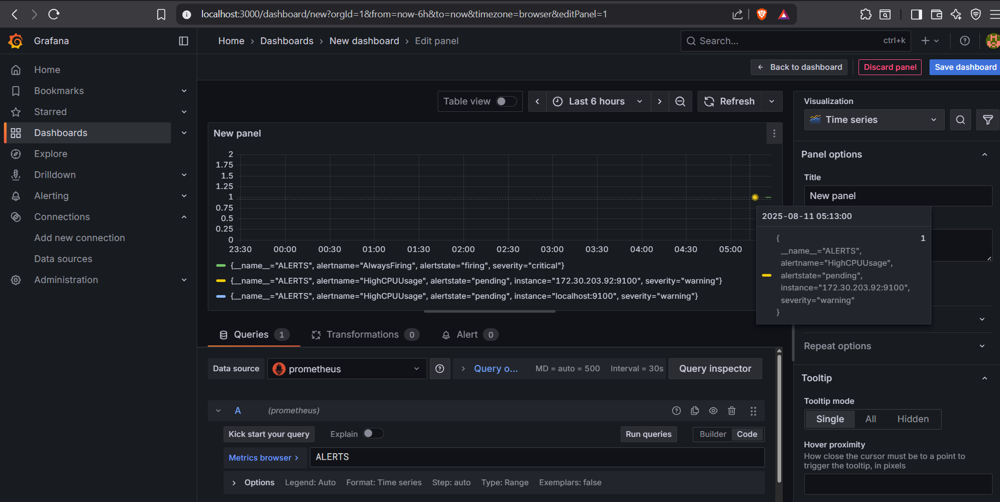 localhost:3000/dashboard/new?orgId=1&from=now-6h&to=now&timezone=browser&editPanel=1
Grafana
Home › Dashboards › New dashboard › Edit panel
Search...
ctrl+k
Back to dashboard
Discard panel
Save dashboard
Home
Bookmarks
Starred
Dashboards
Explore
Drilldown
Alerting
Connections
Add new connection
Data sources
Administration
Table view
Last 6 hours
Refresh
New panel
2
1.75
1.5
1.25
1
0.75
0.5
0.25
0
23:30 00:00 00:30 01:00 01:30 02:00 02:30 03:00 03:30 04:00 04:30 05:00
{__name__="ALERTS", alertname="AlwaysFiring", alertstate="firing", severity="critical"}
{__name__="ALERTS", alertname="HighCPUUsage", alertstate="pending", instance="172.30.203.92:9100", severity="warning"}
{__name__="ALERTS", alertname="HighCPUUsage", alertstate="pending", instance="localhost:9100", severity="warning"}
2025-08-11 05:13:00
{ 1
__name__="ALERTS",
alertname="HighCPUUsage",
alertstate="pending",
instance="172.30.203.92:9100",
severity="warning"
}
Queries 1
Transformations 0
Alert 0
Data source
prometheus
Query o...
MD = auto = 500
Interval = 30s
Query inspector
A
(prometheus)
Kick start your query
Explain
Run queries
Builder
Code
Metrics browser >
ALERTS
Options
Legend: Auto
Format: Time series
Step: auto
Type: Range
Exemplars: false
Visualization
Time series
Panel options
Title
New panel
Repeat options
Tooltip
Tooltip mode
Single
All
Hidden
Hover proximity
How close the cursor must be to a point to
trigger the tooltip, in pixels